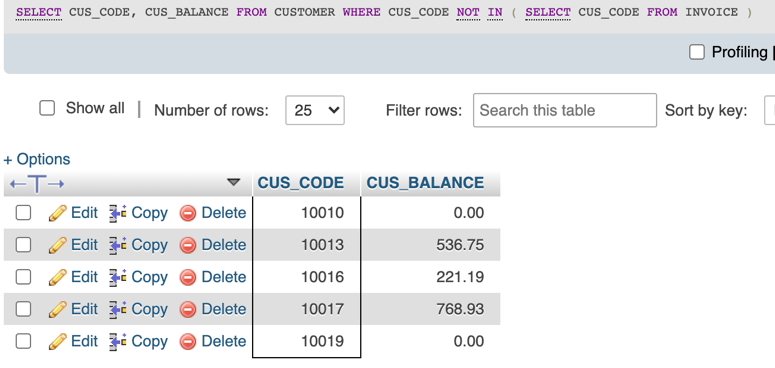 SELECT CUS_CODE, CUS_BALANCE FROM CUSTOMER WHERE CUS_CODE NOT IN ( SELECT CUS_CODE FROM INVOICE )
Profiling [
Show all | Number of rows: 25 Filter rows: Search this table Sort by key:
+ Options
←T→ CUS_CODE CUS_BALANCE
Edit Copy Delete 10010 0.00
Edit Copy Delete 10013 536.75
Edit Copy Delete 10016 221.19
Edit Copy Delete 10017 768.93
Edit Copy Delete 10019 0.00